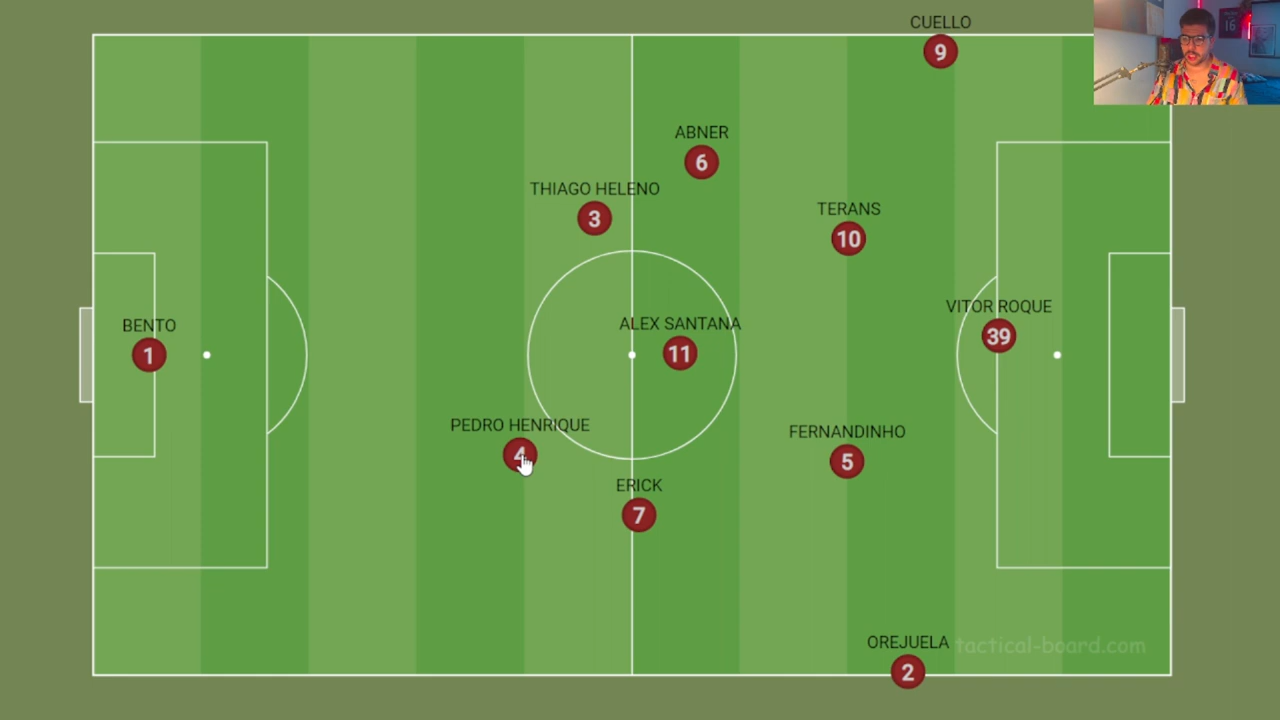 CUELLO
9
16
ABNER
6
THIAGO HELENO
3
TERANS
10
VITOR ROQUE
39
BENTO
1
ALEX SANTANA
11
PEDRO HENRIQUE
4
FERNANDINHO
5
ERICK
7
OREJUELA
2
tactical-board.com